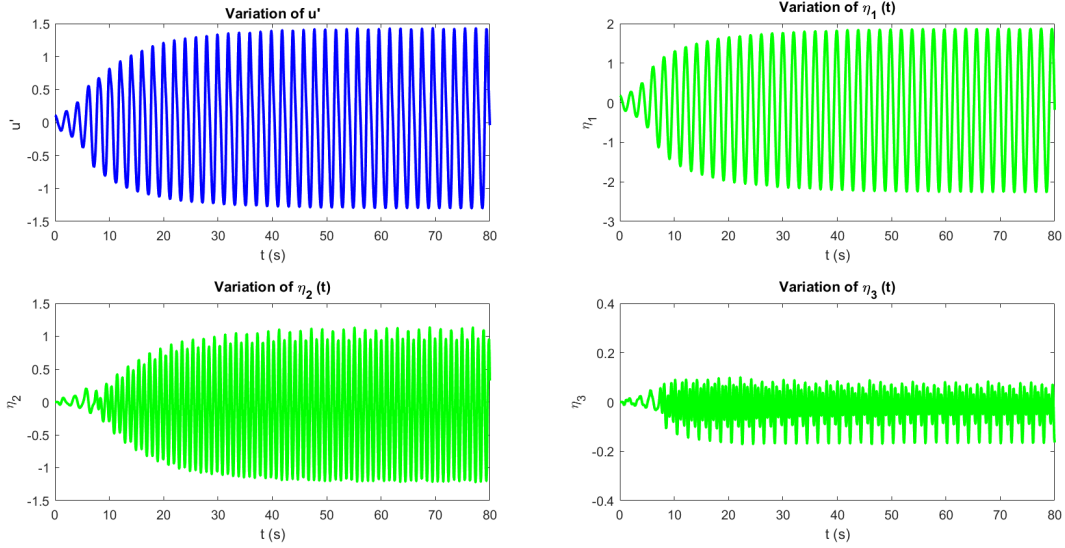 Variation of u'
1.5
1
0.5
0
-0.5
-1
-1.5
u'
0 10 20 30 40 50 60 70 80
t (s)
Variation of η1 (t)
2
1
0
-1
-2
-3
η1
0 10 20 30 40 50 60 70 80
t (s)
Variation of η2 (t)
1.5
1
0.5
0
-0.5
-1
-1.5
η2
0 10 20 30 40 50 60 70 80
t (s)
Variation of η3 (t)
0.4
0.2
0
-0.2
-0.4
η3
0 10 20 30 40 50 60 70 80
t (s)